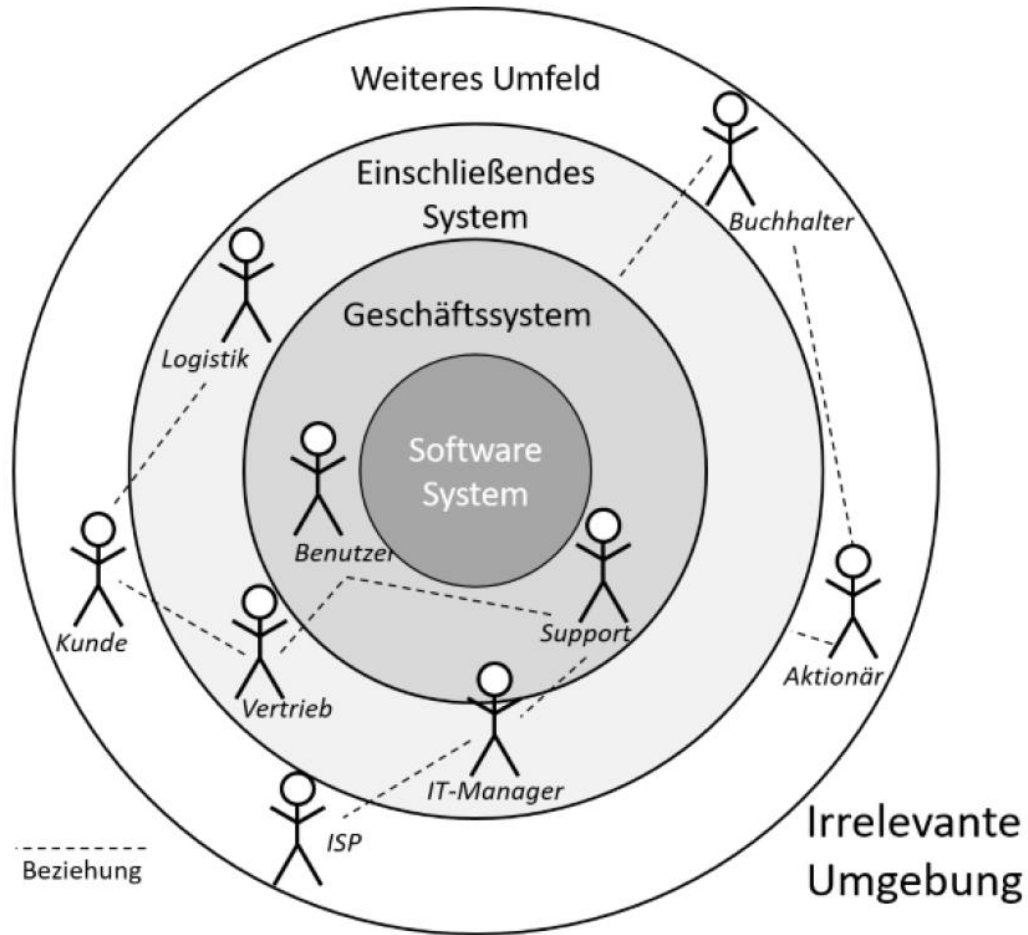 Weiteres Umfeld
Einschließendes
System
Buchhalter
Geschäftssystem
Logistik
Software
System
Benutzer
Kunde
Support
Aktionär
Vertrieb
IT-Manager
ISP
Beziehung
Irrelevante
Umgebung